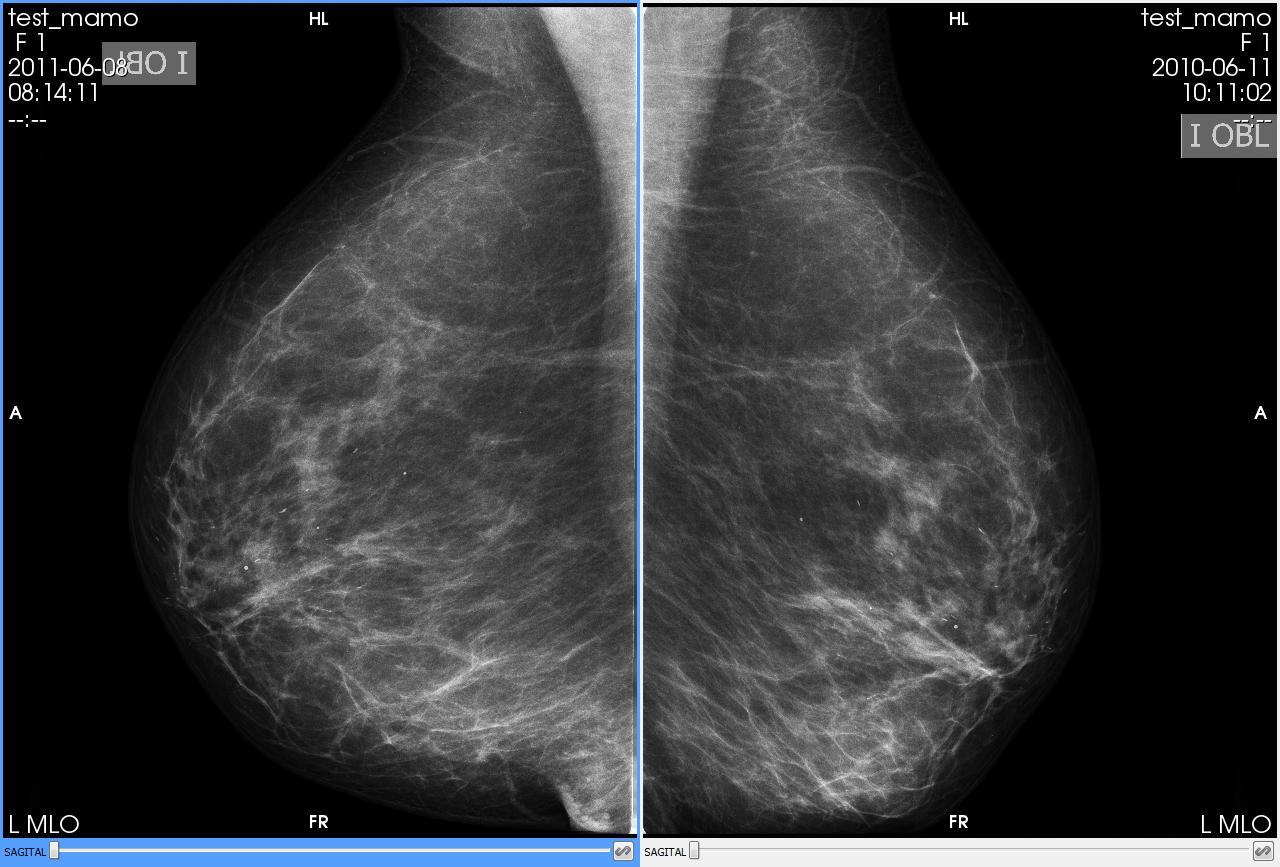 test_mamo
F 1
2011-06-08
08:14:11
--:--
I OBL
HL
A
L MLO
FR
SAGITAL
test_mamo
F 1
2010-06-11
10:11:02
--:--
I OBL
HL
A
L MLO
FR
SAGITAL